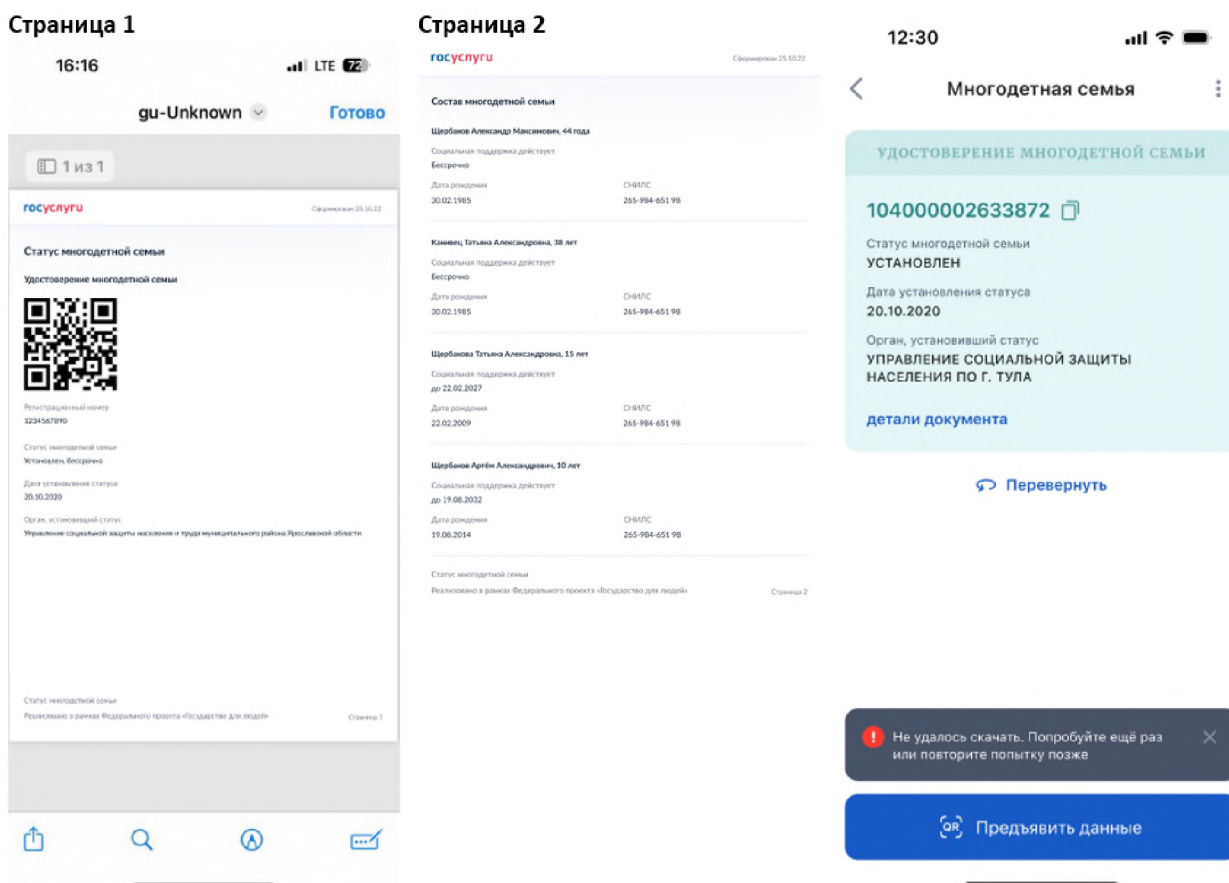 Страница 1
16:16
LTE 72
gu-Unknown
Готово
1 из 1
госуслуги
Сформирован 25.10.22
Статус многодетной семьи
Удостоверение многодетной семьи
Регистрационный номер
1234567890
Статус многодетной семьи
Установлен, бессрочно
Дата установления статуса
20.10.2020
Орган, установивший статус
Управление социальной защиты населения и труда муниципального района Ярославской области
Статус многодетной семьи
Реализовано в рамках Федерального проекта «Государство для людей»
Страница 1
Страница 2
госуслуги
Сформирован 25.10.22
Состав многодетной семьи
Щербанов Александр Максимович, 44 года
Социальная поддержка действует
Бессрочно
Дата рождения СНИЛС
30.02.1985 265-984-651 98
Канивец Татьяна Александровна, 38 лет
Социальная поддержка действует
Бессрочно
Дата рождения СНИЛС
30.02.1985 265-984-651 98
Щербанова Татьяна Александровна, 15 лет
Социальная поддержка действует
до 22.02.2027
Дата рождения СНИЛС
22.02.2009 265-984-651 98
Щербанов Артём Александрович, 10 лет
Социальная поддержка действует
до 19.08.2032
Дата рождения СНИЛС
19.08.2014 265-984-651 98
Статус многодетной семьи
Реализовано в рамках Федерального проекта «Государство для людей»
Страница 2
12:30
Многодетная семья
УДОСТОВЕРЕНИЕ МНОГОДЕТНОЙ СЕМЬИ
104000002633872
Статус многодетной семьи
УСТАНОВЛЕН
Дата установления статуса
20.10.2020
Орган, установивший статус
УПРАВЛЕНИЕ СОЦИАЛЬНОЙ ЗАЩИТЫ
НАСЕЛЕНИЯ ПО Г. ТУЛА
детали документа
Перевернуть
Не удалось скачать. Попробуйте ещё раз
или повторите попытку позже
QR Предъявить данные